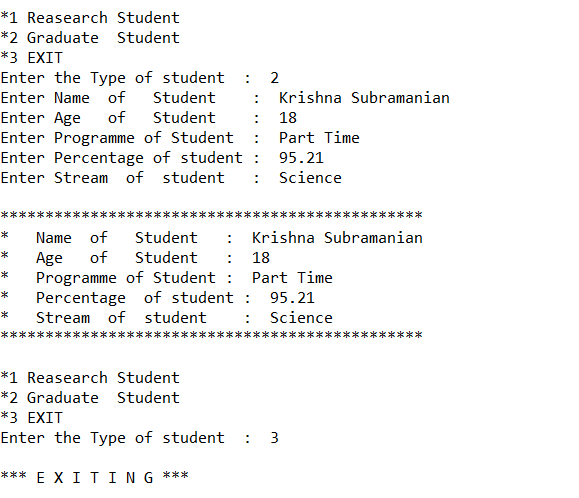 *1 Reasearch Student
*2 Graduate  Student
*3 EXIT
Enter the Type of student  :  2
Enter Name  of   Student    :  Krishna Subramanian
Enter Age   of   Student    :  18
Enter Programme of Student  :  Part Time
Enter Percentage of student :  95.21
Enter Stream  of  student   :  Science
***********************************************
*   Name  of   Student   :  Krishna Subramanian
*   Age   of   Student   :  18
*   Programme of Student :  Part Time
*   Percentage  of student :  95.21
*   Stream  of  student    :  Science
***********************************************
*1 Reasearch Student
*2 Graduate  Student
*3 EXIT
Enter the Type of student  :  3
*** E X I T I N G ***